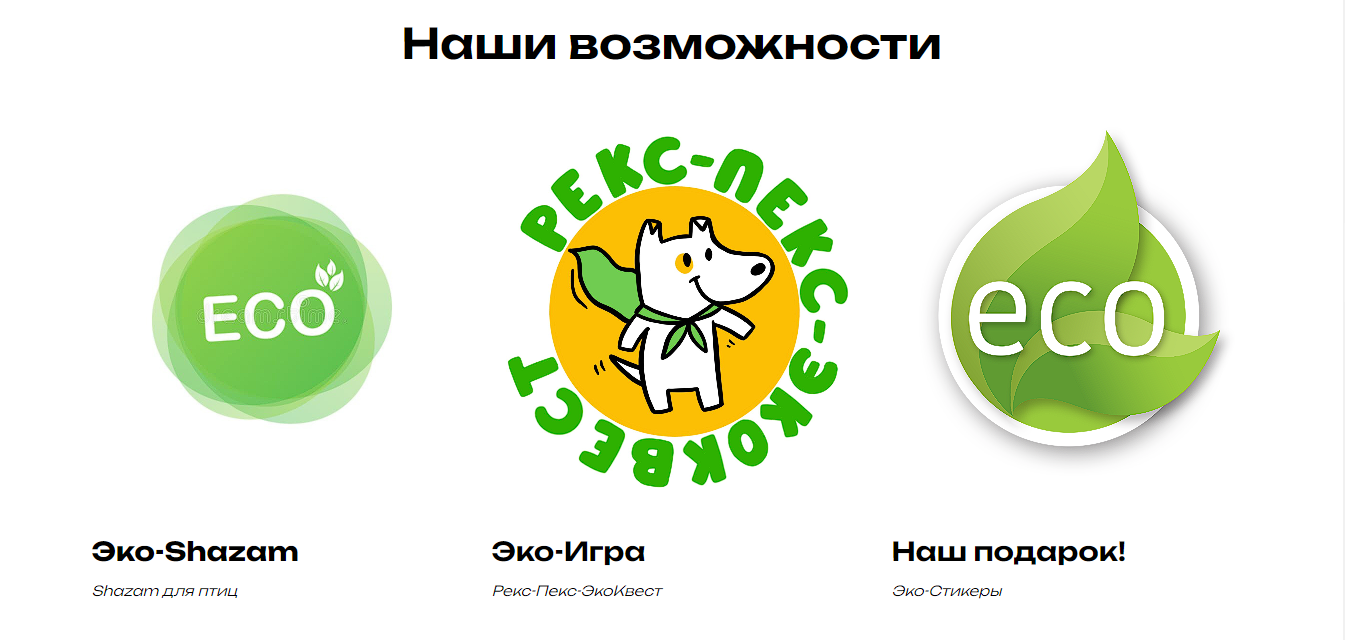 Наши возможности
ECO
РЕКС-ПЕКС-ЭКОКВЕСТ
eco
Эко-Shazam
Эко-Игра
Наш подарок!
Shazam для птиц
Рекс-Пекс-ЭкоКвест
Эко-Стикеры